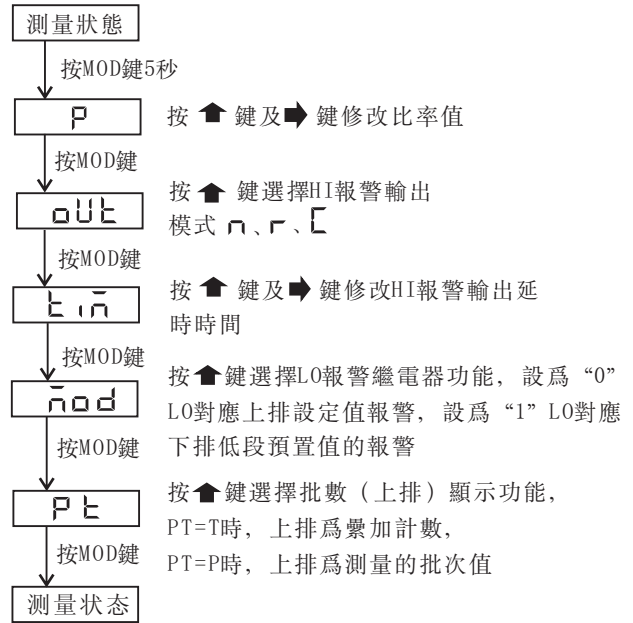 測量狀態
按MOD鍵5秒
P
按⬆鍵及➡鍵修改比率值
按MOD鍵
oUt
按⬆鍵選擇HI報警輸出
模式 n、r、C
按MOD鍵
tin
按⬆鍵及➡鍵修改HI報警輸出延
時時間
按MOD鍵
mod
按⬆鍵選擇LO報警繼電器功能，設爲“0”
LO對應上排設定值報警，設爲“1”LO對應
下排低段預置值的報警
按MOD鍵
Pt
按⬆鍵選擇批數（上排）顯示功能，
PT=T時，上排爲纍加計數，
PT=P時，上排爲測量的批次值
按MOD鍵
测量状态